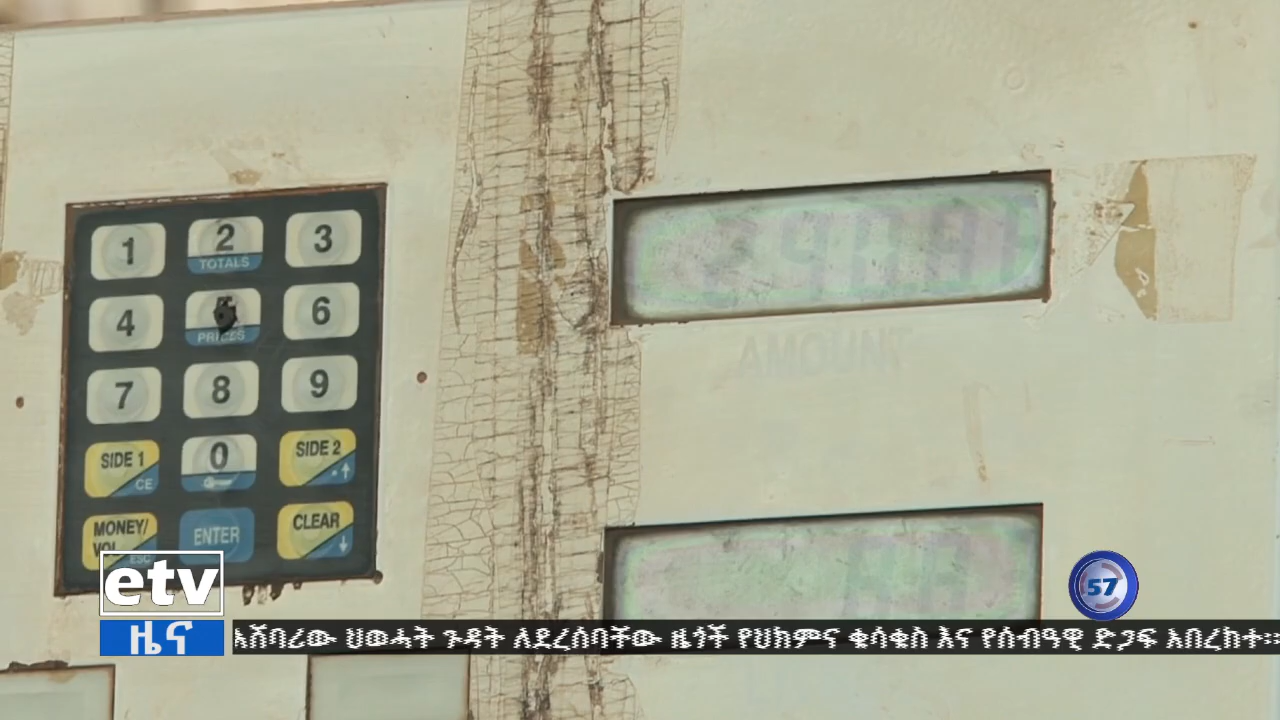 1 2 3
TOTALS
4 5 6
PRICES
7 8 9
SIDE 1 0 SIDE 2
CE
MONEY/ ENTER CLEAR
ESC
AMOUNT
etv
57
ዜና
አሸባሪው ህወሓት ጉዳት ለደረሰባቸው ዜጎች የህክምና ቁሳቁስ እና የሰብዓዊ ድጋፍ አበረከተ።